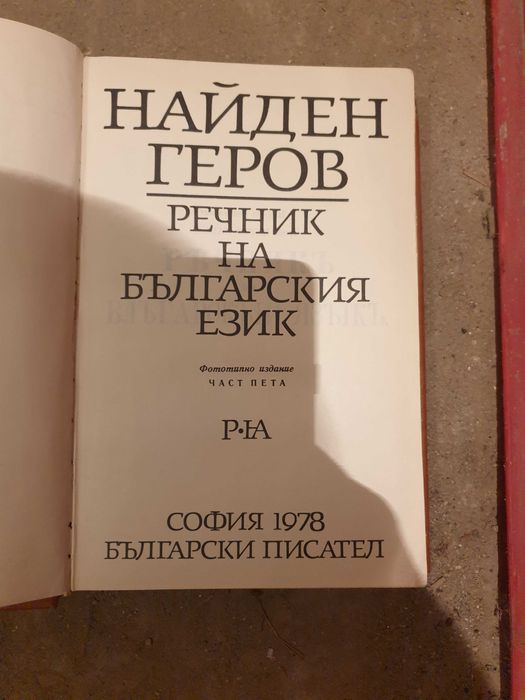 НАЙДЕН
ГЕРОВ
РЕЧНИК
НА
БЪЛГАРСКИЯ
ЕЗИК
Фототипно издание
ЧАСТ ПЕТА
Р•Ꙗ
СОФИЯ 1978
БЪЛГАРСКИ ПИСАТЕЛ